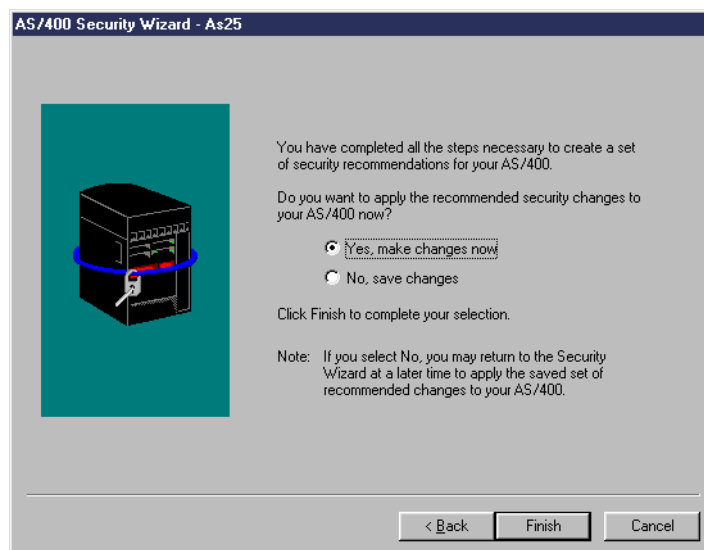 AS/400 Security Wizard - As25
You have completed all the steps necessary to create a set
of security recommendations for your AS/400.
Do you want to apply the recommended security changes to
your AS/400 now?
Yes, make changes now
No, save changes
Click Finish to complete your selection.
Note: If you select No, you may return to the Security
Wizard at a later time to apply the saved set of
recommended changes to your AS/400.
< Back Finish Cancel